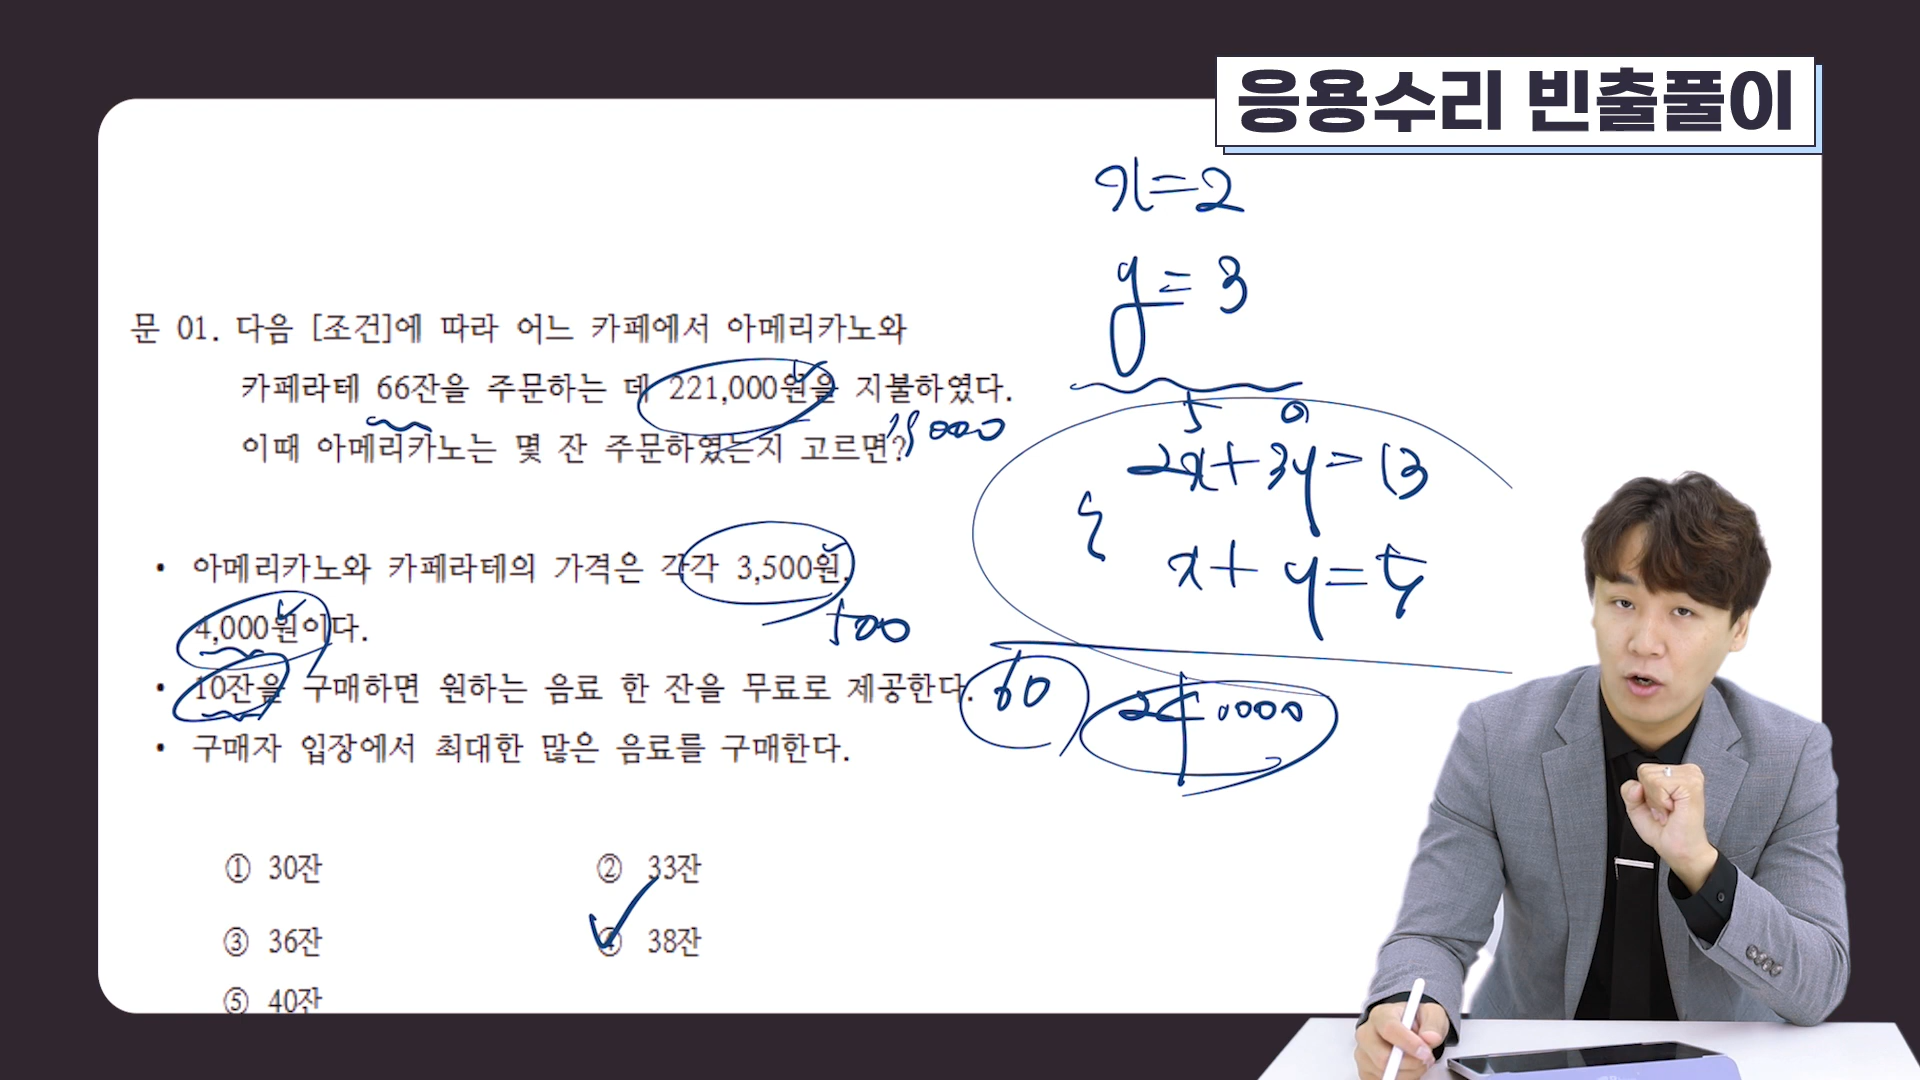 응용수리 빈출풀이
x=2
y=3
문 01. 다음 [조건]에 따라 어느 카페에서 아메리카노와
카페라테 66잔을 주문하는 데 221,000원을 지불하였다.
이때 아메리카노는 몇 잔 주문하였는지 고르면?
19000
5 0
2x+3y=13
x+y=5
• 아메리카노와 카페라테의 가격은 각각 3,500원,
4,000원이다.
500
• 10잔을 구매하면 원하는 음료 한 잔을 무료로 제공한다.
60
240000
• 구매자 입장에서 최대한 많은 음료를 구매한다.
① 30잔 ② 33잔
③ 36잔 ④ 38잔
⑤ 40잔